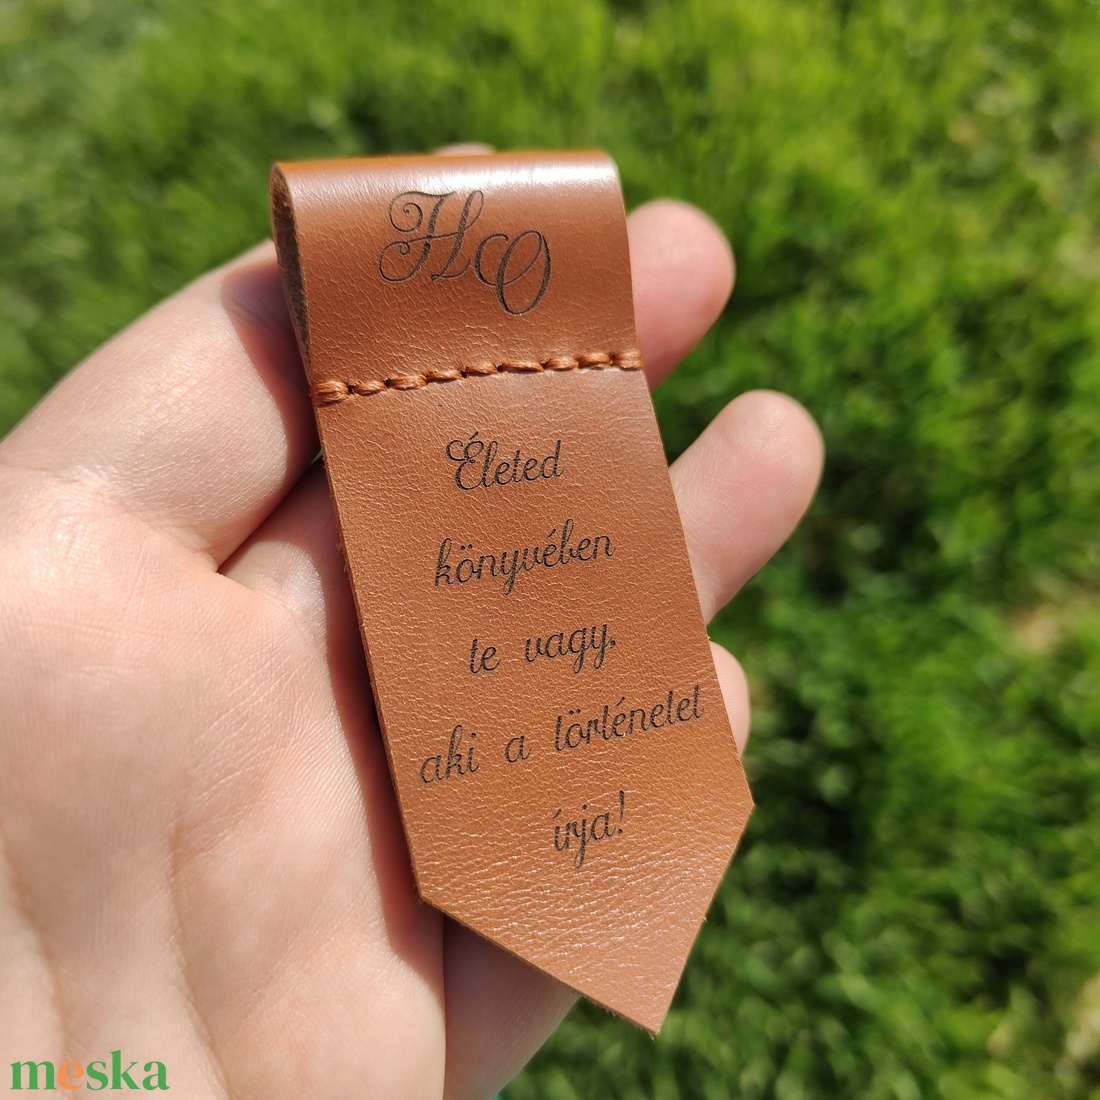 HO
Életed
könyvében
te vagy,
aki a történetet
írja!
meska